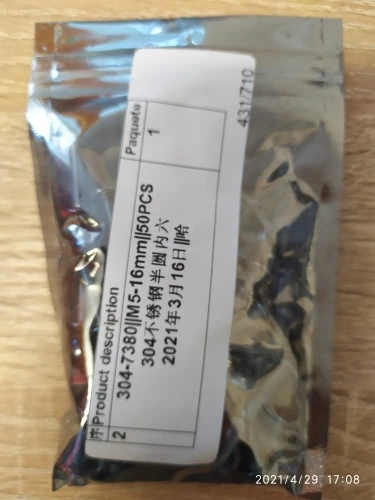 序 Product description Paquete
2 304-7380||M5-16mm||50PCS 1
304不锈钢半圆内六
2021年3月16日||哈
431/710
2021/4/29, 17:08